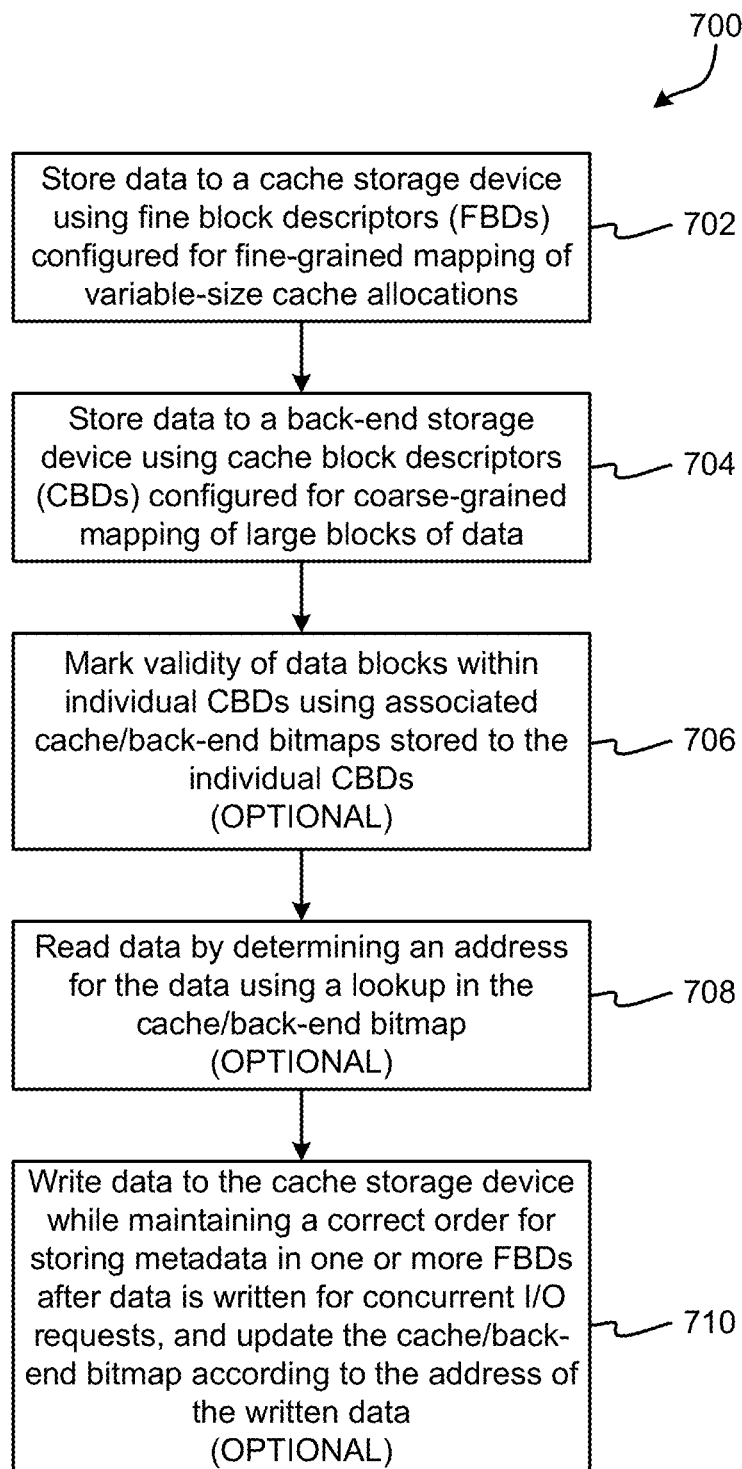 700
Store data to a cache storage device
using fine block descriptors (FBDs)
configured for fine-grained mapping of
variable-size cache allocations
702
Store data to a back-end storage
device using cache block descriptors
(CBDs) configured for coarse-grained
mapping of large blocks of data
704
Mark validity of data blocks within
individual CBDs using associated
cache/back-end bitmaps stored to the
individual CBDs
(OPTIONAL)
706
Read data by determining an address
for the data using a lookup in the
cache/back-end bitmap
(OPTIONAL)
708
Write data to the cache storage device
while maintaining a correct order for
storing metadata in one or more FBDs
after data is written for concurrent I/O
requests, and update the cache/back-
end bitmap according to the address of
the written data
(OPTIONAL)
710